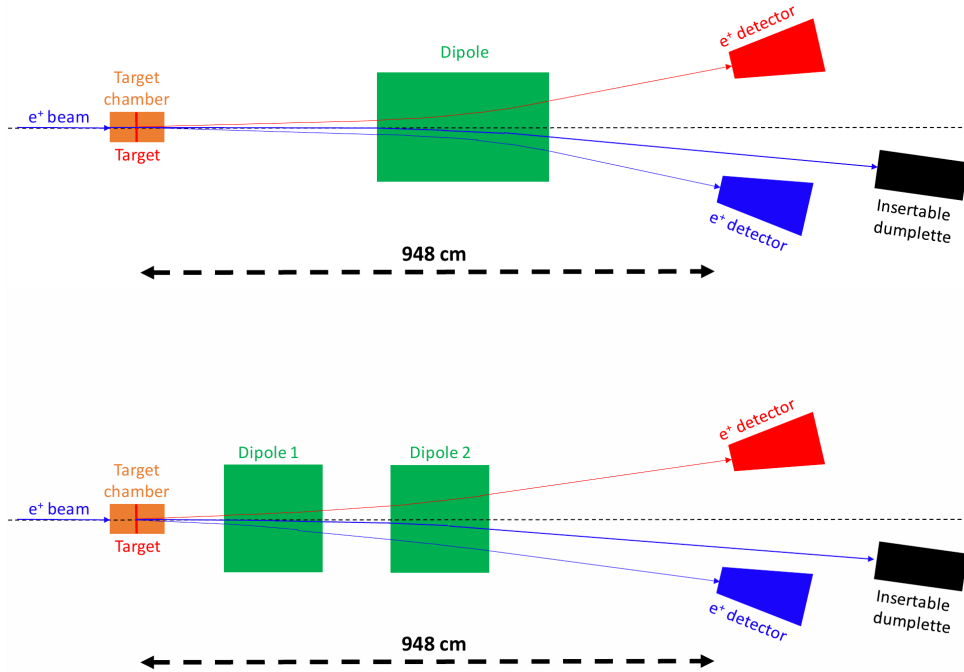 e⁺ detector
Dipole
Target
chamber
e⁺ beam
Target
e⁺ detector
Insertable
dumplette
948 cm
e⁺ detector
Dipole 1
Dipole 2
Target
chamber
e⁺ beam
Target
e⁺ detector
Insertable
dumplette
948 cm